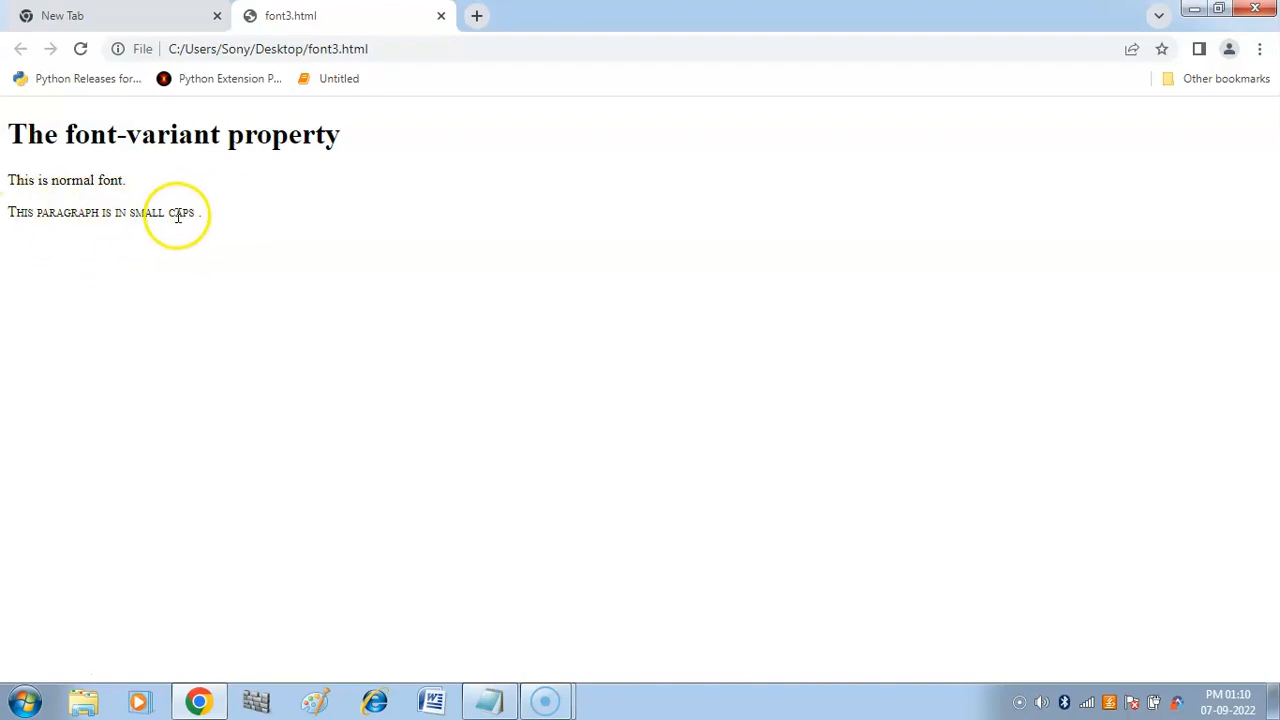 New Tab
font3.html
File
C:/Users/Sony/Desktop/font3.html
Python Releases for...
Python Extension P...
Untitled
Other bookmarks
The font-variant property
This is normal font.
This paragraph is in small caps .
PM 01:10
07-09-2022